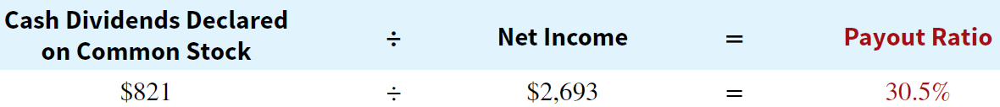 Cash Dividends Declared
on Common Stock ÷ Net Income = Payout Ratio
$821 ÷ $2,693 = 30.5%